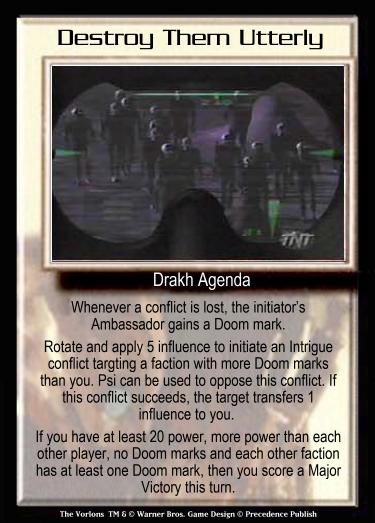 Destroy Them Utterly
TNT
Drakh Agenda
Whenever a conflict is lost, the initiator's
Ambassador gains a Doom mark.
Rotate and apply 5 influence to initiate an Intrigue
conflict targting a faction with more Doom marks
than you. Psi can be used to oppose this conflict. If
this conflict succeeds, the target transfers 1
influence to you.
If you have at least 20 power, more power than each
other player, no Doom marks and each other faction
has at least one Doom mark, then you score a Major
Victory this turn.
The Vorlons TM & © Warner Bros. Game Design © Precedence Publish